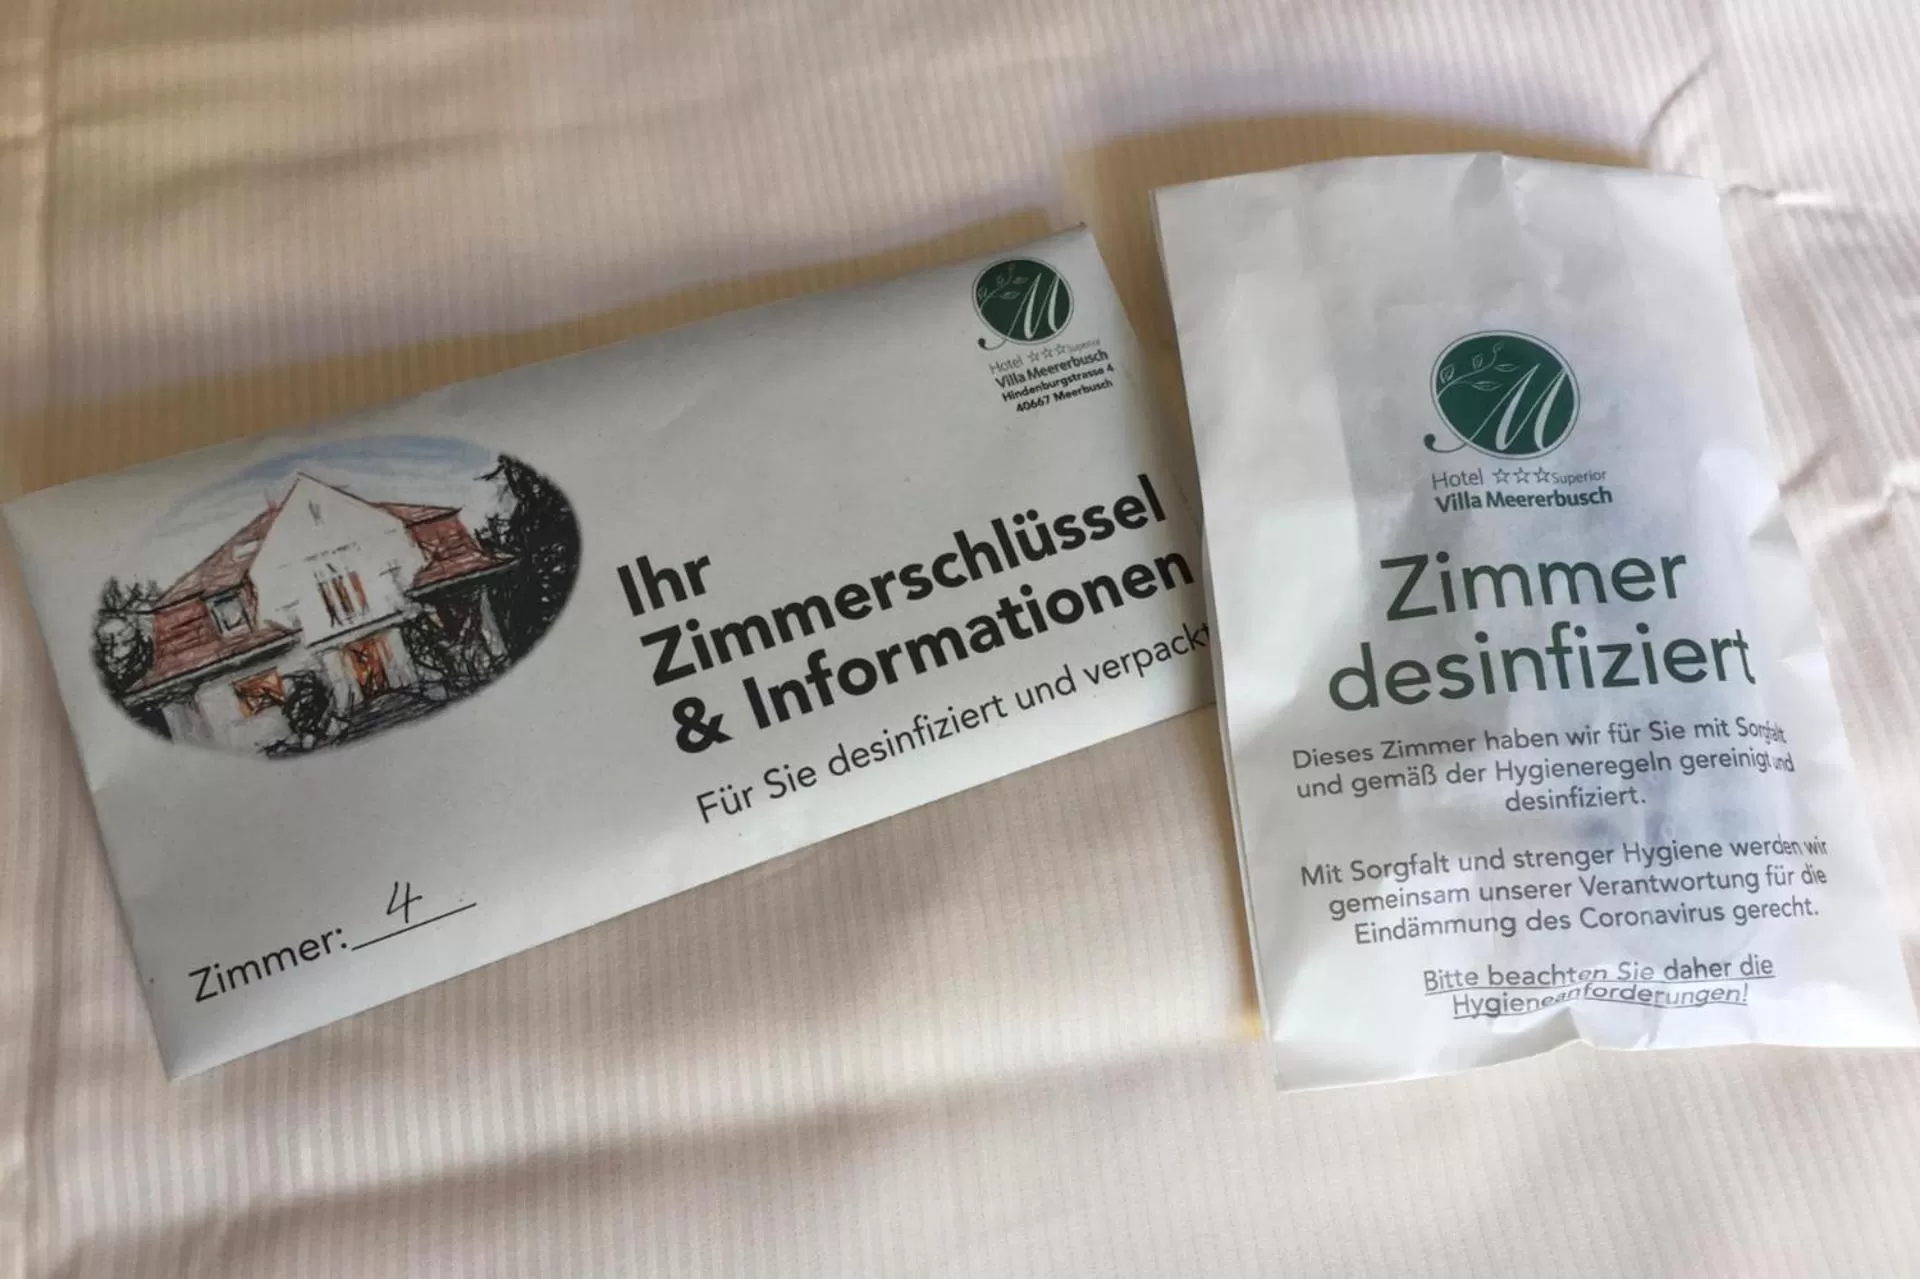 M
Hotel ☆☆☆Superior
Villa Meererbusch
Hindenburgstrasse 4
40667 Meerbusch
Ihr
Zimmerschlüssel
& Informationen
Für Sie desinfiziert und verpackt
Zimmer: 4
M
Hotel ☆☆☆Superior
Villa Meererbusch
Zimmer
desinfiziert
Dieses Zimmer haben wir für Sie mit Sorgfalt
und gemäß der Hygieneregeln gereinigt und
desinfiziert.
Mit Sorgfalt und strenger Hygiene werden wir
gemeinsam unserer Verantwortung für die
Eindämmung des Coronavirus gerecht.
Bitte beachten Sie daher die
Hygieneanforderungen!